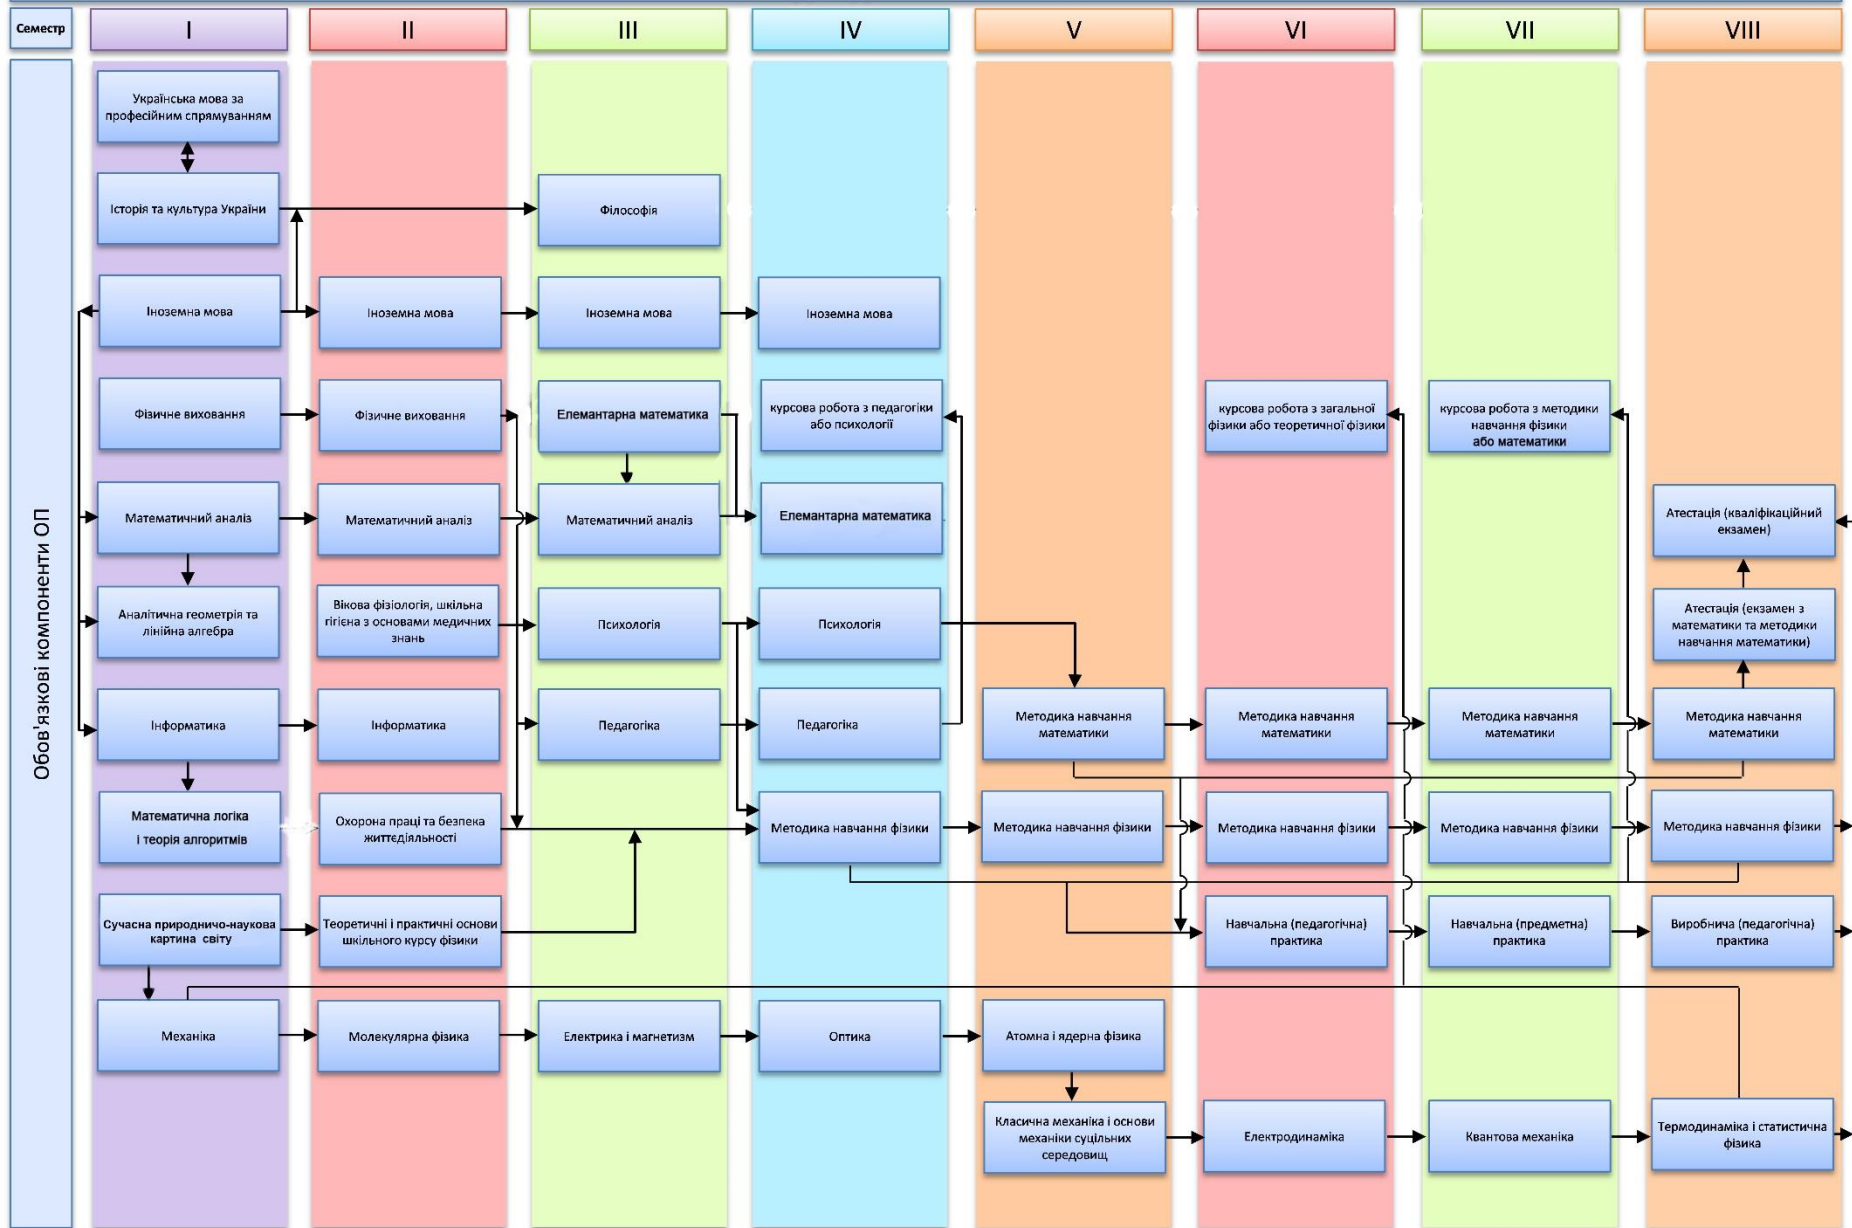 Семестр
I
II
III
IV
V
VI
VII
VIII
Обов'язкові компоненти ОП
Українська мова за
професійним спрямуванням
Історія та культура України
Філософія
Іноземна мова
Іноземна мова
Іноземна мова
Іноземна мова
Фізичне виховання
Фізичне виховання
Елемантарна математика
курсова робота з педагогіки
або психології
курсова робота з загальної
фізики або теоретичної фізики
курсова робота з методики
навчання фізики
або математики
Математичний аналіз
Математичний аналіз
Математичний аналіз
Елемантарна математика
Атестація (кваліфікаційний
екзамен)
Аналітична геометрія та
лінійна алгебра
Вікова фізіологія, шкільна
гігієна з основами медичних
знань
Психологія
Психологія
Атестація (екзамен з
математики та методики
навчання математики)
Інформатика
Інформатика
Педагогіка
Педагогіка
Методика навчання
математики
Методика навчання
математики
Методика навчання
математики
Методика навчання
математики
Математична логіка
і теорія алгоритмів
Охорона праці та безпека
життєдіяльності
Методика навчання фізики
Методика навчання фізики
Методика навчання фізики
Методика навчання фізики
Методика навчання фізики
Сучасна природничо-наукова
картина світу
Теоретичні і практичні основи
шкільного курсу фізики
Навчальна (педагогічна)
практика
Навчальна (предметна)
практика
Виробнича (педагогічна)
практика
Механіка
Молекулярна фізика
Електрика і магнетизм
Оптика
Атомна і ядерна фізика
Класична механіка і основи
механіки суцільних
середовищ
Електродинаміка
Квантова механіка
Термодинаміка і статистична
фізика